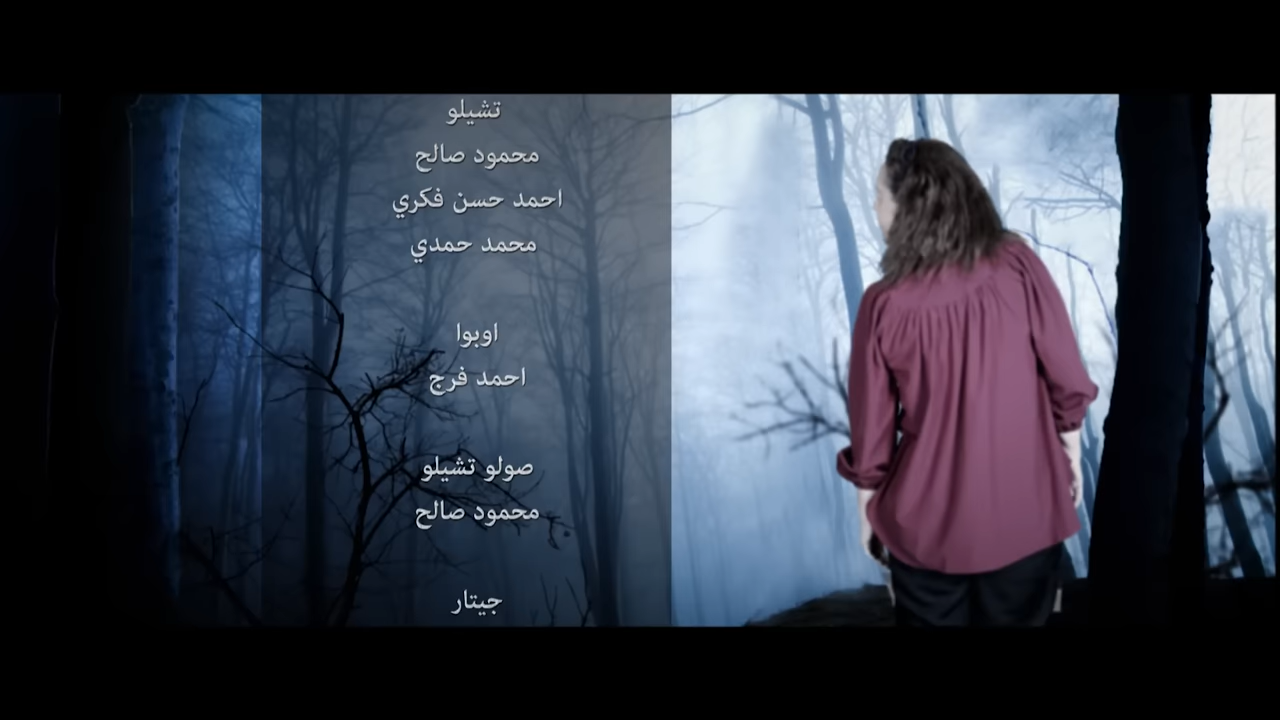 تشيلو
محمود صالح
احمد حسن فكري
محمد حمدي
اوبوا
احمد فرج
صولو تشيلو
محمود صالح
جيتار